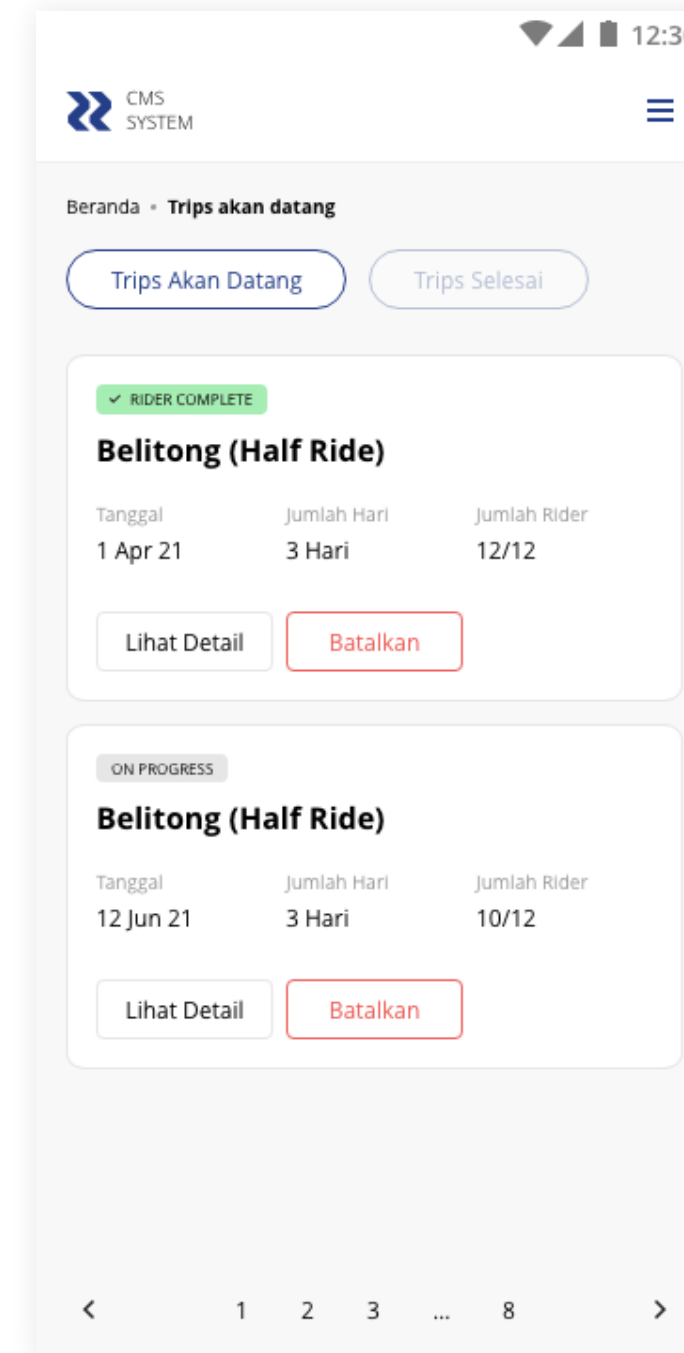 12:3
CMS
SYSTEM
Beranda • Trips akan datang
Trips Akan Datang Trips Selesai
✓ RIDER COMPLETE
Belitong (Half Ride)
Tanggal Jumlah Hari Jumlah Rider
1 Apr 21 3 Hari 12/12
Lihat Detail Batalkan
ON PROGRESS
Belitong (Half Ride)
Tanggal Jumlah Hari Jumlah Rider
12 Jun 21 3 Hari 10/12
Lihat Detail Batalkan
< 1 2 3 ... 8 >